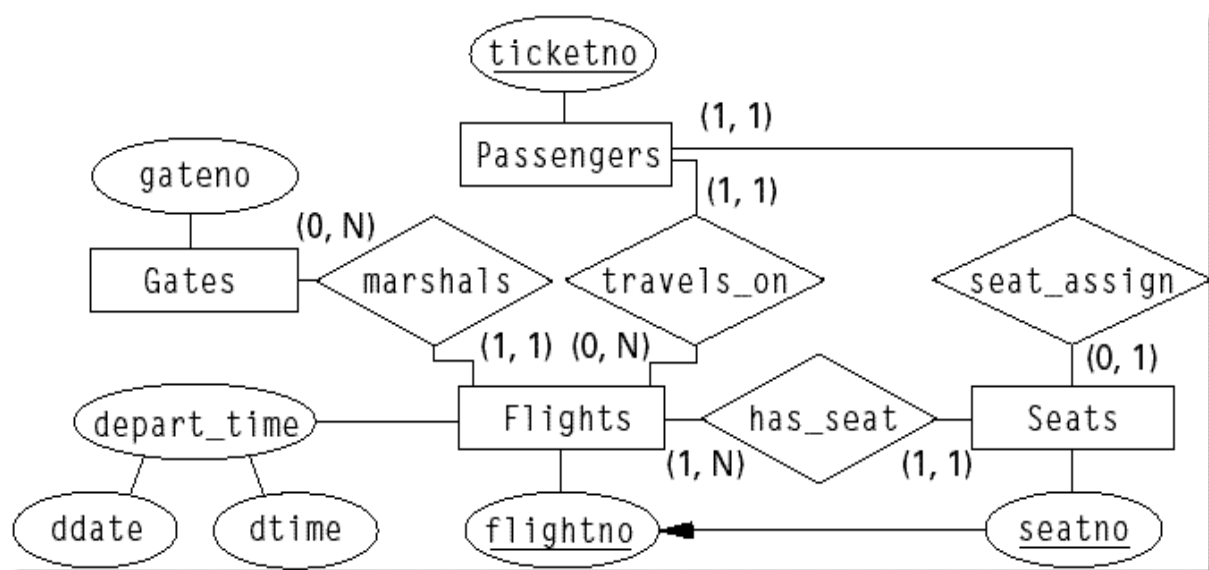 ticketno
(1, 1)
Passengers
gateno
(1, 1)
(0, N)
Gates
marshals
travels_on
seat_assign
(1, 1)
(0, N)
(0, 1)
depart_time
Flights
has_seat
Seats
(1, N)
(1, 1)
ddate
dtime
flightno
seatno